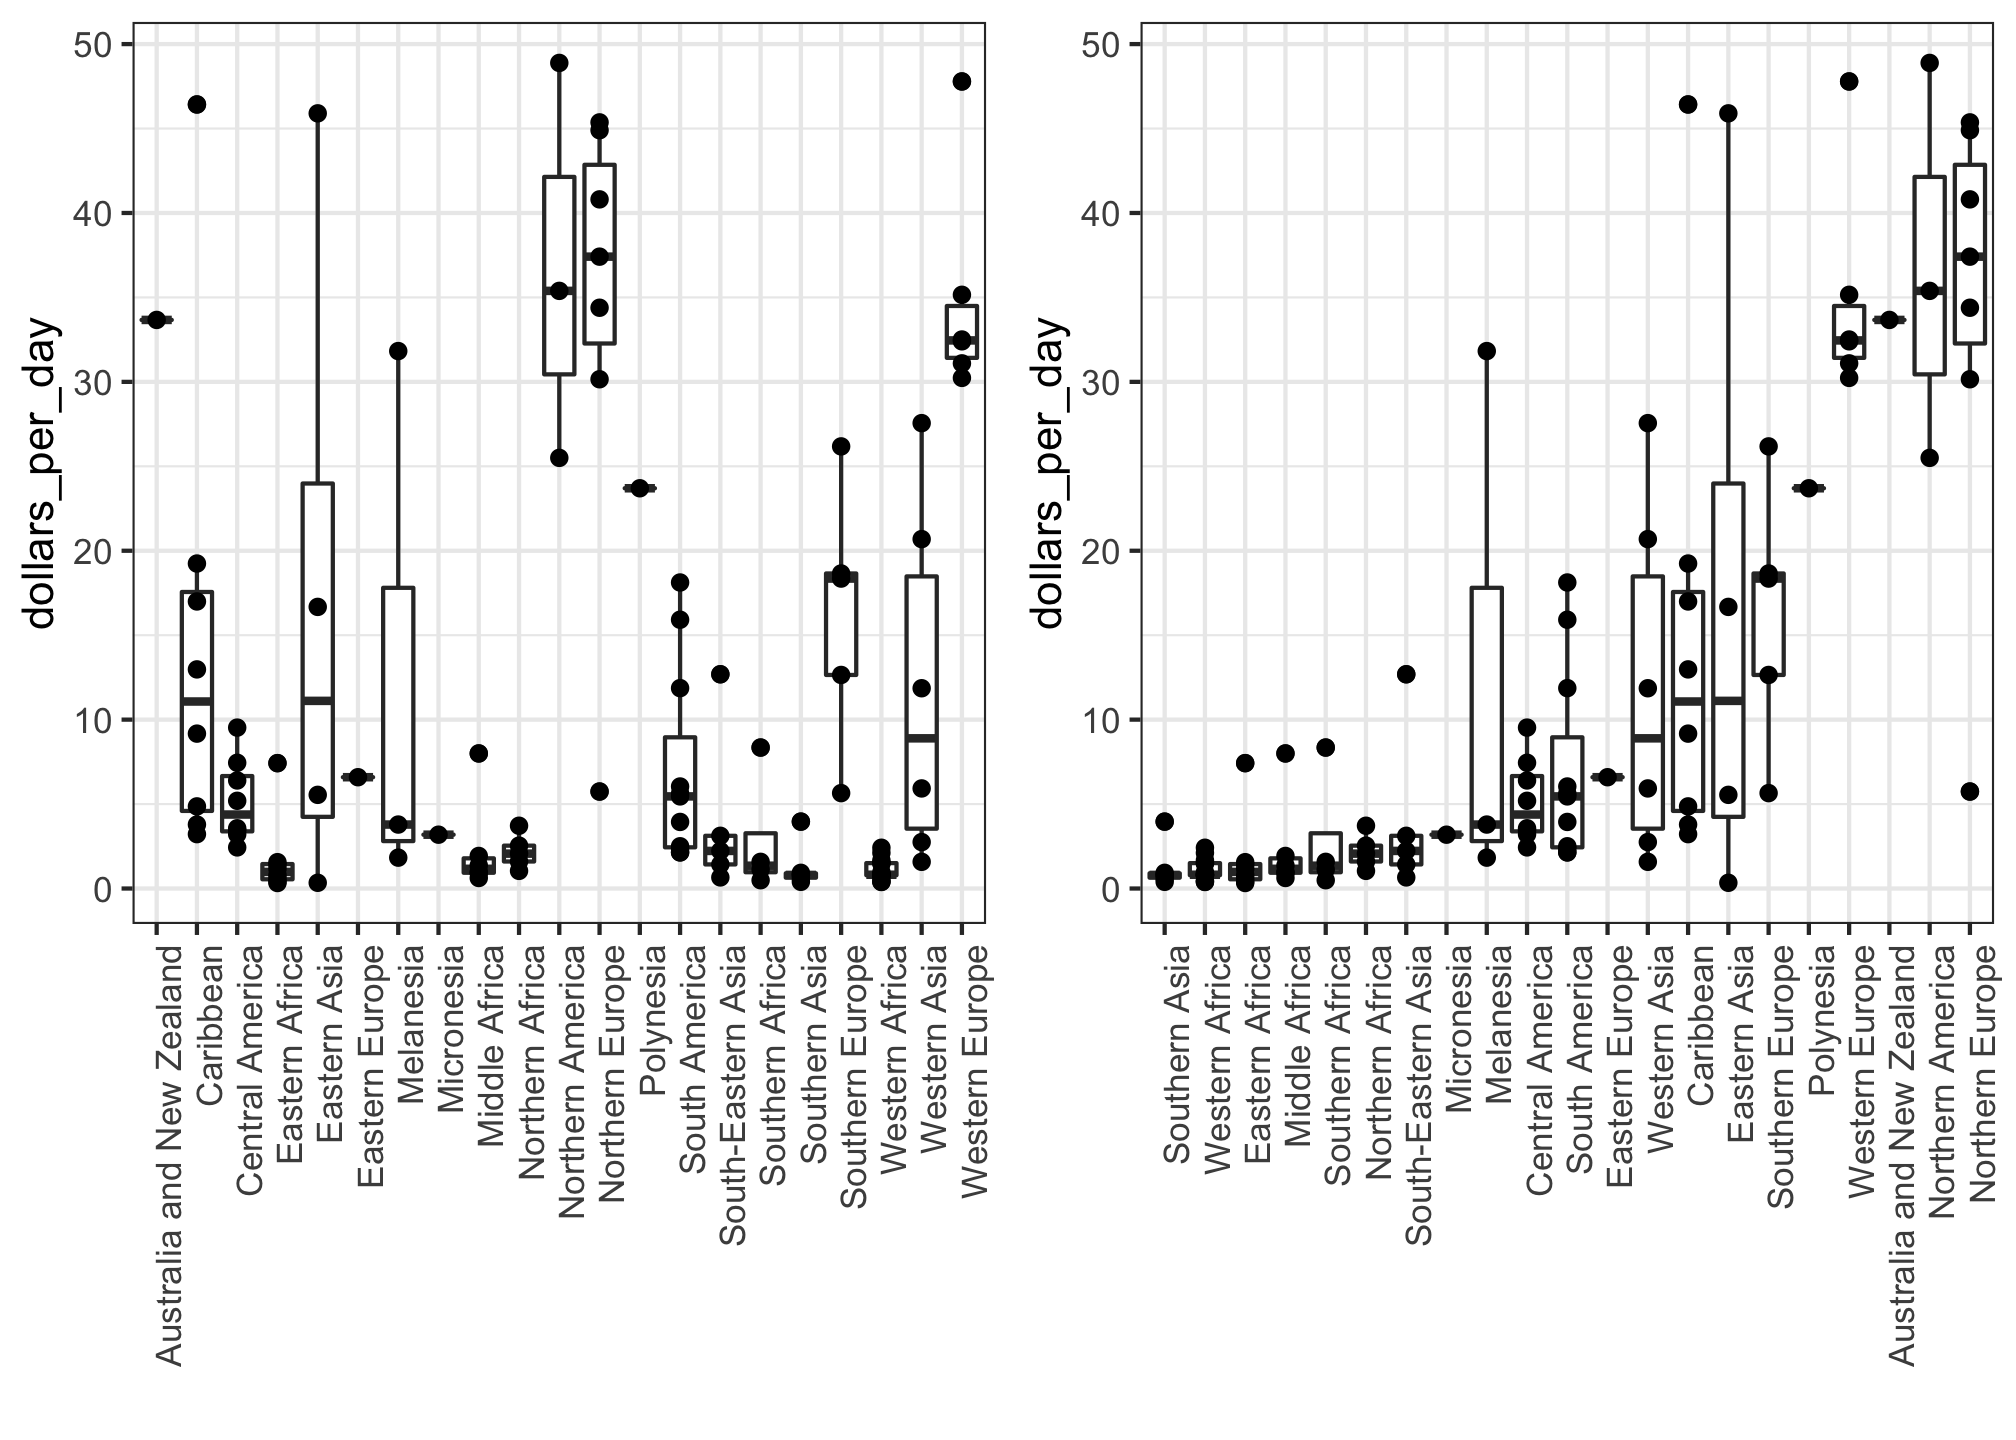 dollars_per_day
50
40
30
20
10
0
Australia and New Zealand
Caribbean
Central America
Eastern Africa
Eastern Asia
Eastern Europe
Melanesia
Micronesia
Middle Africa
Northern Africa
Northern America
Northern Europe
Polynesia
South America
South-Eastern Asia
Southern Africa
Southern Asia
Southern Europe
Western Africa
Western Asia
Western Europe
dollars_per_day
50
40
30
20
10
0
Southern Asia
Western Africa
Eastern Africa
Middle Africa
Southern Africa
Northern Africa
South-Eastern Asia
Micronesia
Melanesia
Central America
South America
Eastern Europe
Western Asia
Caribbean
Eastern Asia
Southern Europe
Polynesia
Western Europe
Australia and New Zealand
Northern America
Northern Europe